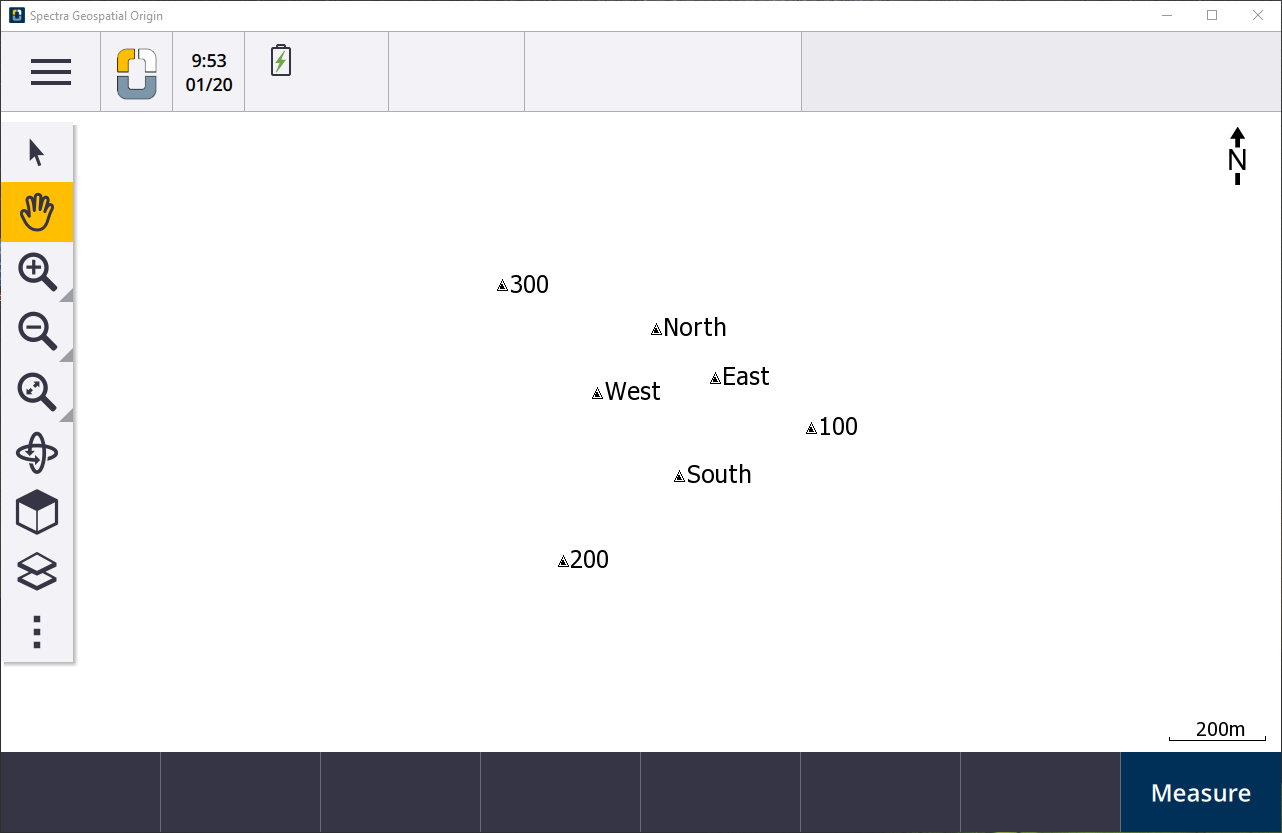 Spectra Geospatial Origin
9:53
01/20
N
300
North
East
West
100
South
200
200m
Measure